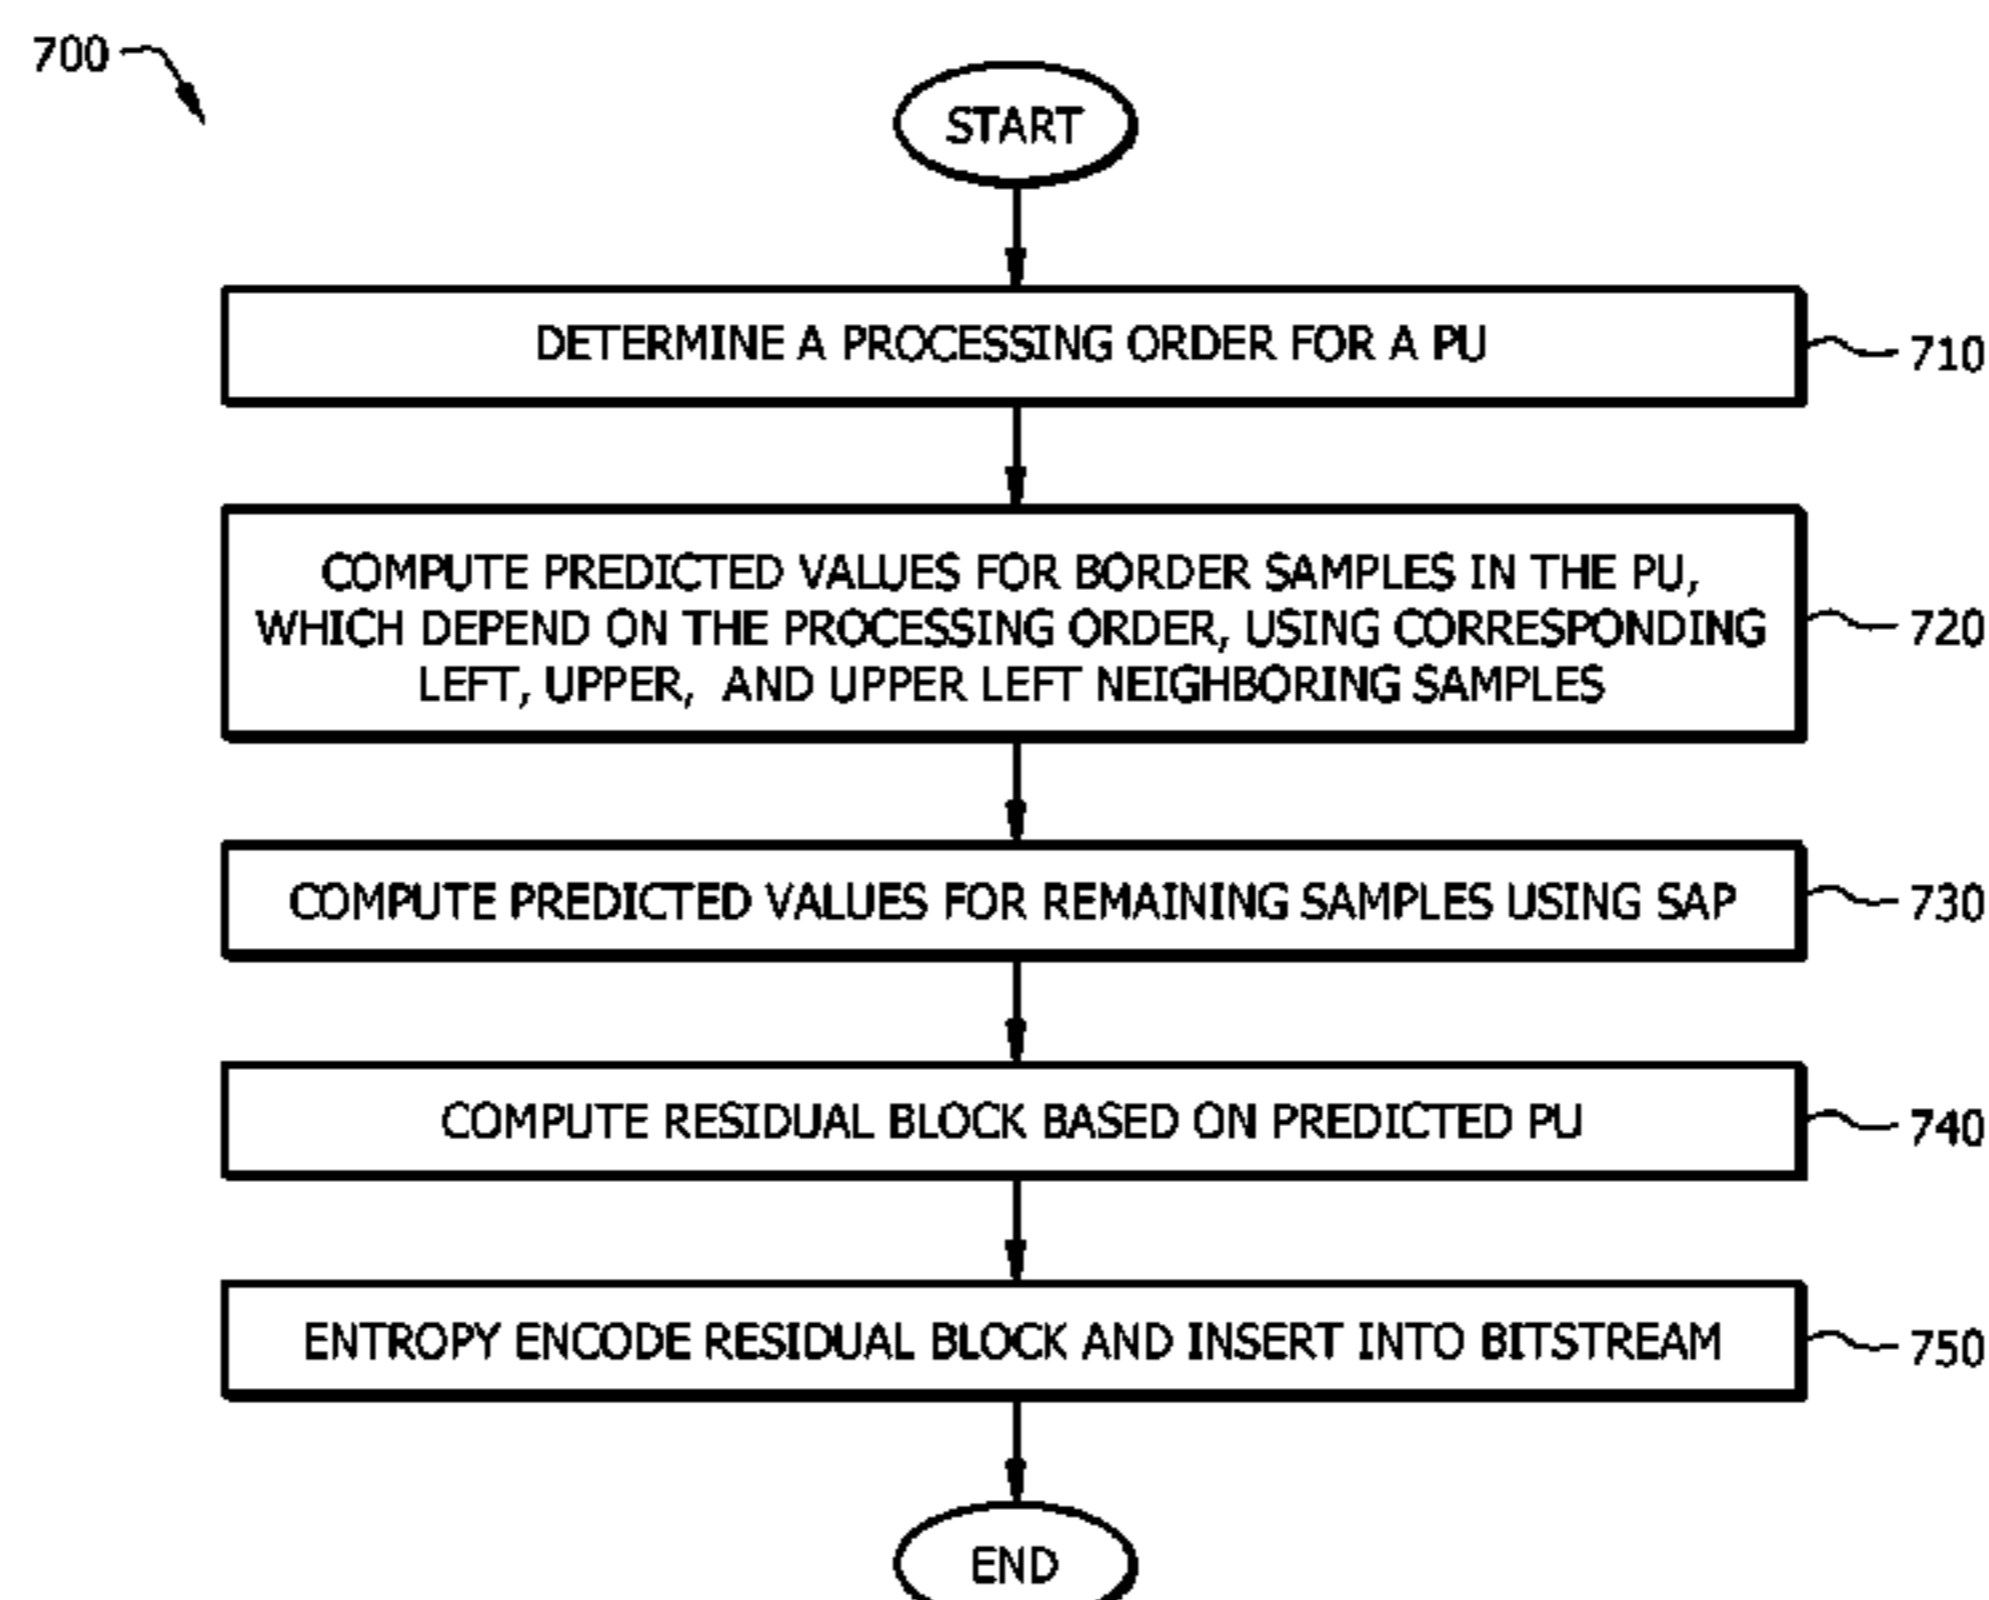 700
START
DETERMINE A PROCESSING ORDER FOR A PU
710
COMPUTE PREDICTED VALUES FOR BORDER SAMPLES IN THE PU,
WHICH DEPEND ON THE PROCESSING ORDER, USING CORRESPONDING
LEFT, UPPER, AND UPPER LEFT NEIGHBORING SAMPLES
720
COMPUTE PREDICTED VALUES FOR REMAINING SAMPLES USING SAP
730
COMPUTE RESIDUAL BLOCK BASED ON PREDICTED PU
740
ENTROPY ENCODE RESIDUAL BLOCK AND INSERT INTO BITSTREAM
750
END